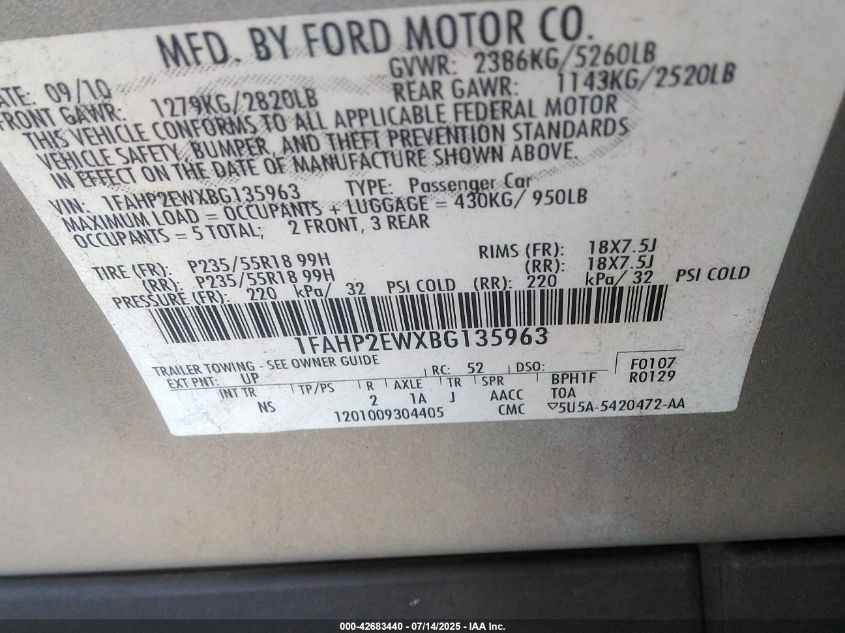 MFD. BY FORD MOTOR CO.
ATE: 09/10 GVWR: 2386KG/5260LB
FRONT GAWR: 1279KG/2820LB REAR GAWR: 1143KG/2520LB
THIS VEHICLE CONFORMS TO ALL APPLICABLE FEDERAL MOTOR
VEHICLE SAFETY, BUMPER, AND THEFT PREVENTION STANDARDS
IN EFFECT ON THE DATE OF MANUFACTURE SHOWN ABOVE.
VIN: 1FAHP2EWXBG135963 TYPE: Passenger Car
MAXIMUM LOAD = OCCUPANTS + LUGGAGE = 430KG/ 950LB
OCCUPANTS = 5 TOTAL; 2 FRONT, 3 REAR
TIRE (FR): P235/55R18 99H RIMS (FR): 18X7.5J
(RR): P235/55R18 99H (RR): 18X7.5J
PRESSURE (FR): 220 kPa/ 32 PSI COLD (RR): 220 kPa/ 32 PSI COLD
1FAHP2EWXBG135963
TRAILER TOWING - SEE OWNER GUIDE F0107
EXT PNT: UP RC: 52 DSO: R0129
INT TR TP/PS R AXLE TR SPR BPH1F
NS 2 1A J AACC T0A
1201009304405 CMC ▽5U5A-5420472-AA
000-42683440 - 07/14/2025 - IAA Inc.